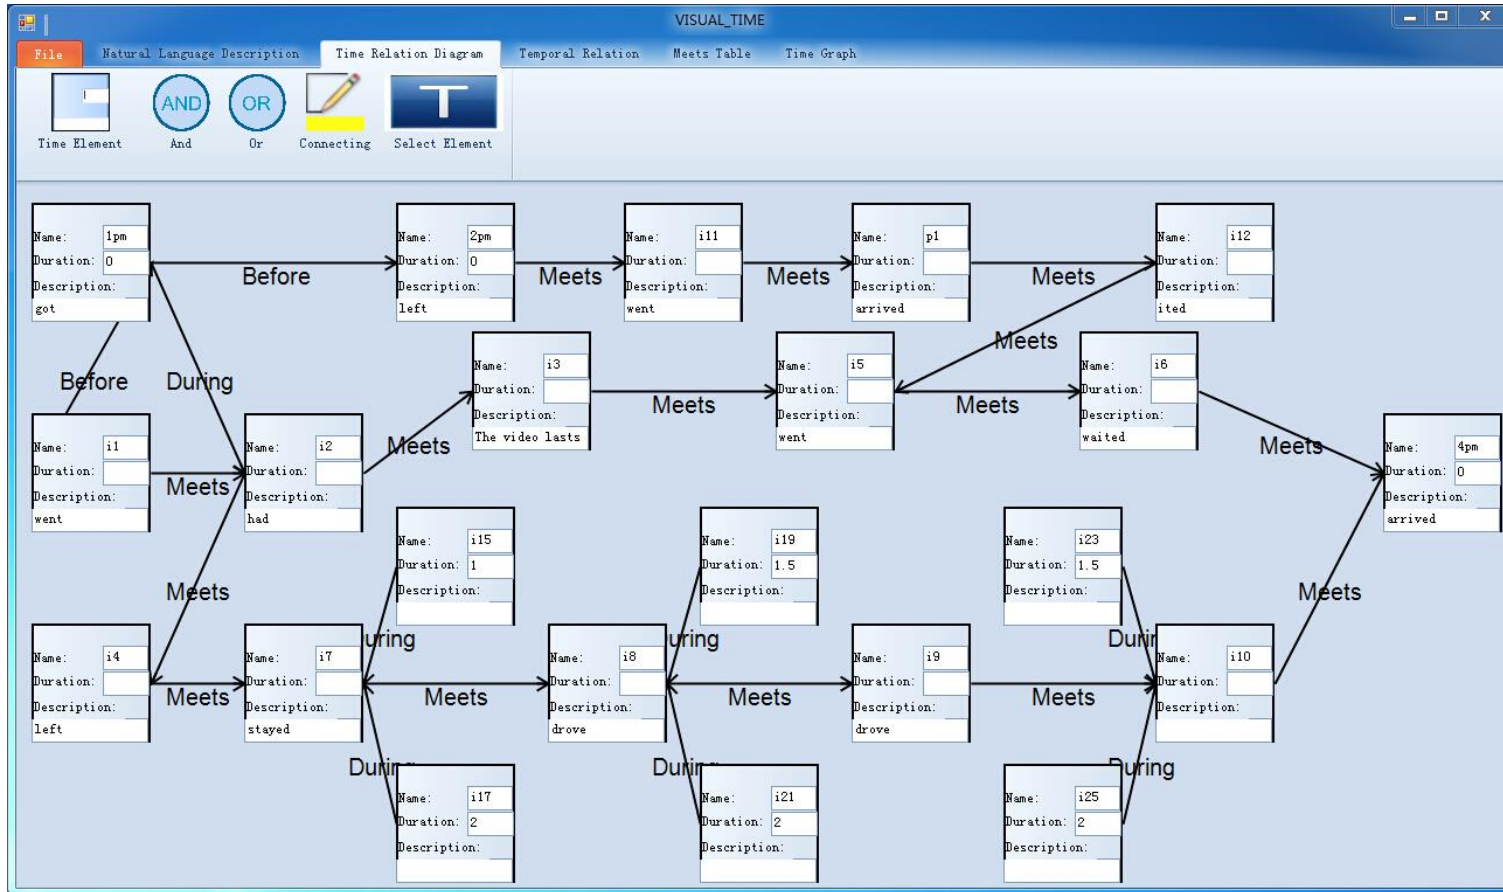 VISUAL_TIME
File Natural Language Description Time Relation Diagram Temporal Relation Meets Table Time Graph
AND OR T
Time Element And Or Connecting Select Element
Name: 1pm
Duration: 0
Description:
got
Before
Name: 2pm
Duration: 0
Description:
left
Meets
Name: i11
Duration:
Description:
went
Meets
Name: p1
Duration:
Description:
arrived
Meets
Name: i12
Duration:
Description:
ited
Meets
Before
During
Name: i3
Duration:
Description:
The video lasts
Meets
Name: i5
Duration:
Description:
went
Meets
Name: i6
Duration:
Description:
waited
Meets
Name: i1
Duration:
Description:
went
Meets
Name: i2
Duration:
Description:
had
Meets
Name: 4pm
Duration: 0
Description:
arrived
Meets
Name: i15
Duration: 1
Description:
Name: i19
Duration: 1.5
Description:
Name: i23
Duration: 1.5
Description:
Meets
uring
uring
Durin
Name: i4
Duration:
Description:
left
Meets
Name: i7
Duration:
Description:
stayed
Meets
Name: i8
Duration:
Description:
drove
Meets
Name: i9
Duration:
Description:
drove
Meets
Name: i10
Duration:
Description:
During
During
During
Name: i17
Duration: 2
Description:
Name: i21
Duration: 2
Description:
Name: i25
Duration: 2
Description: